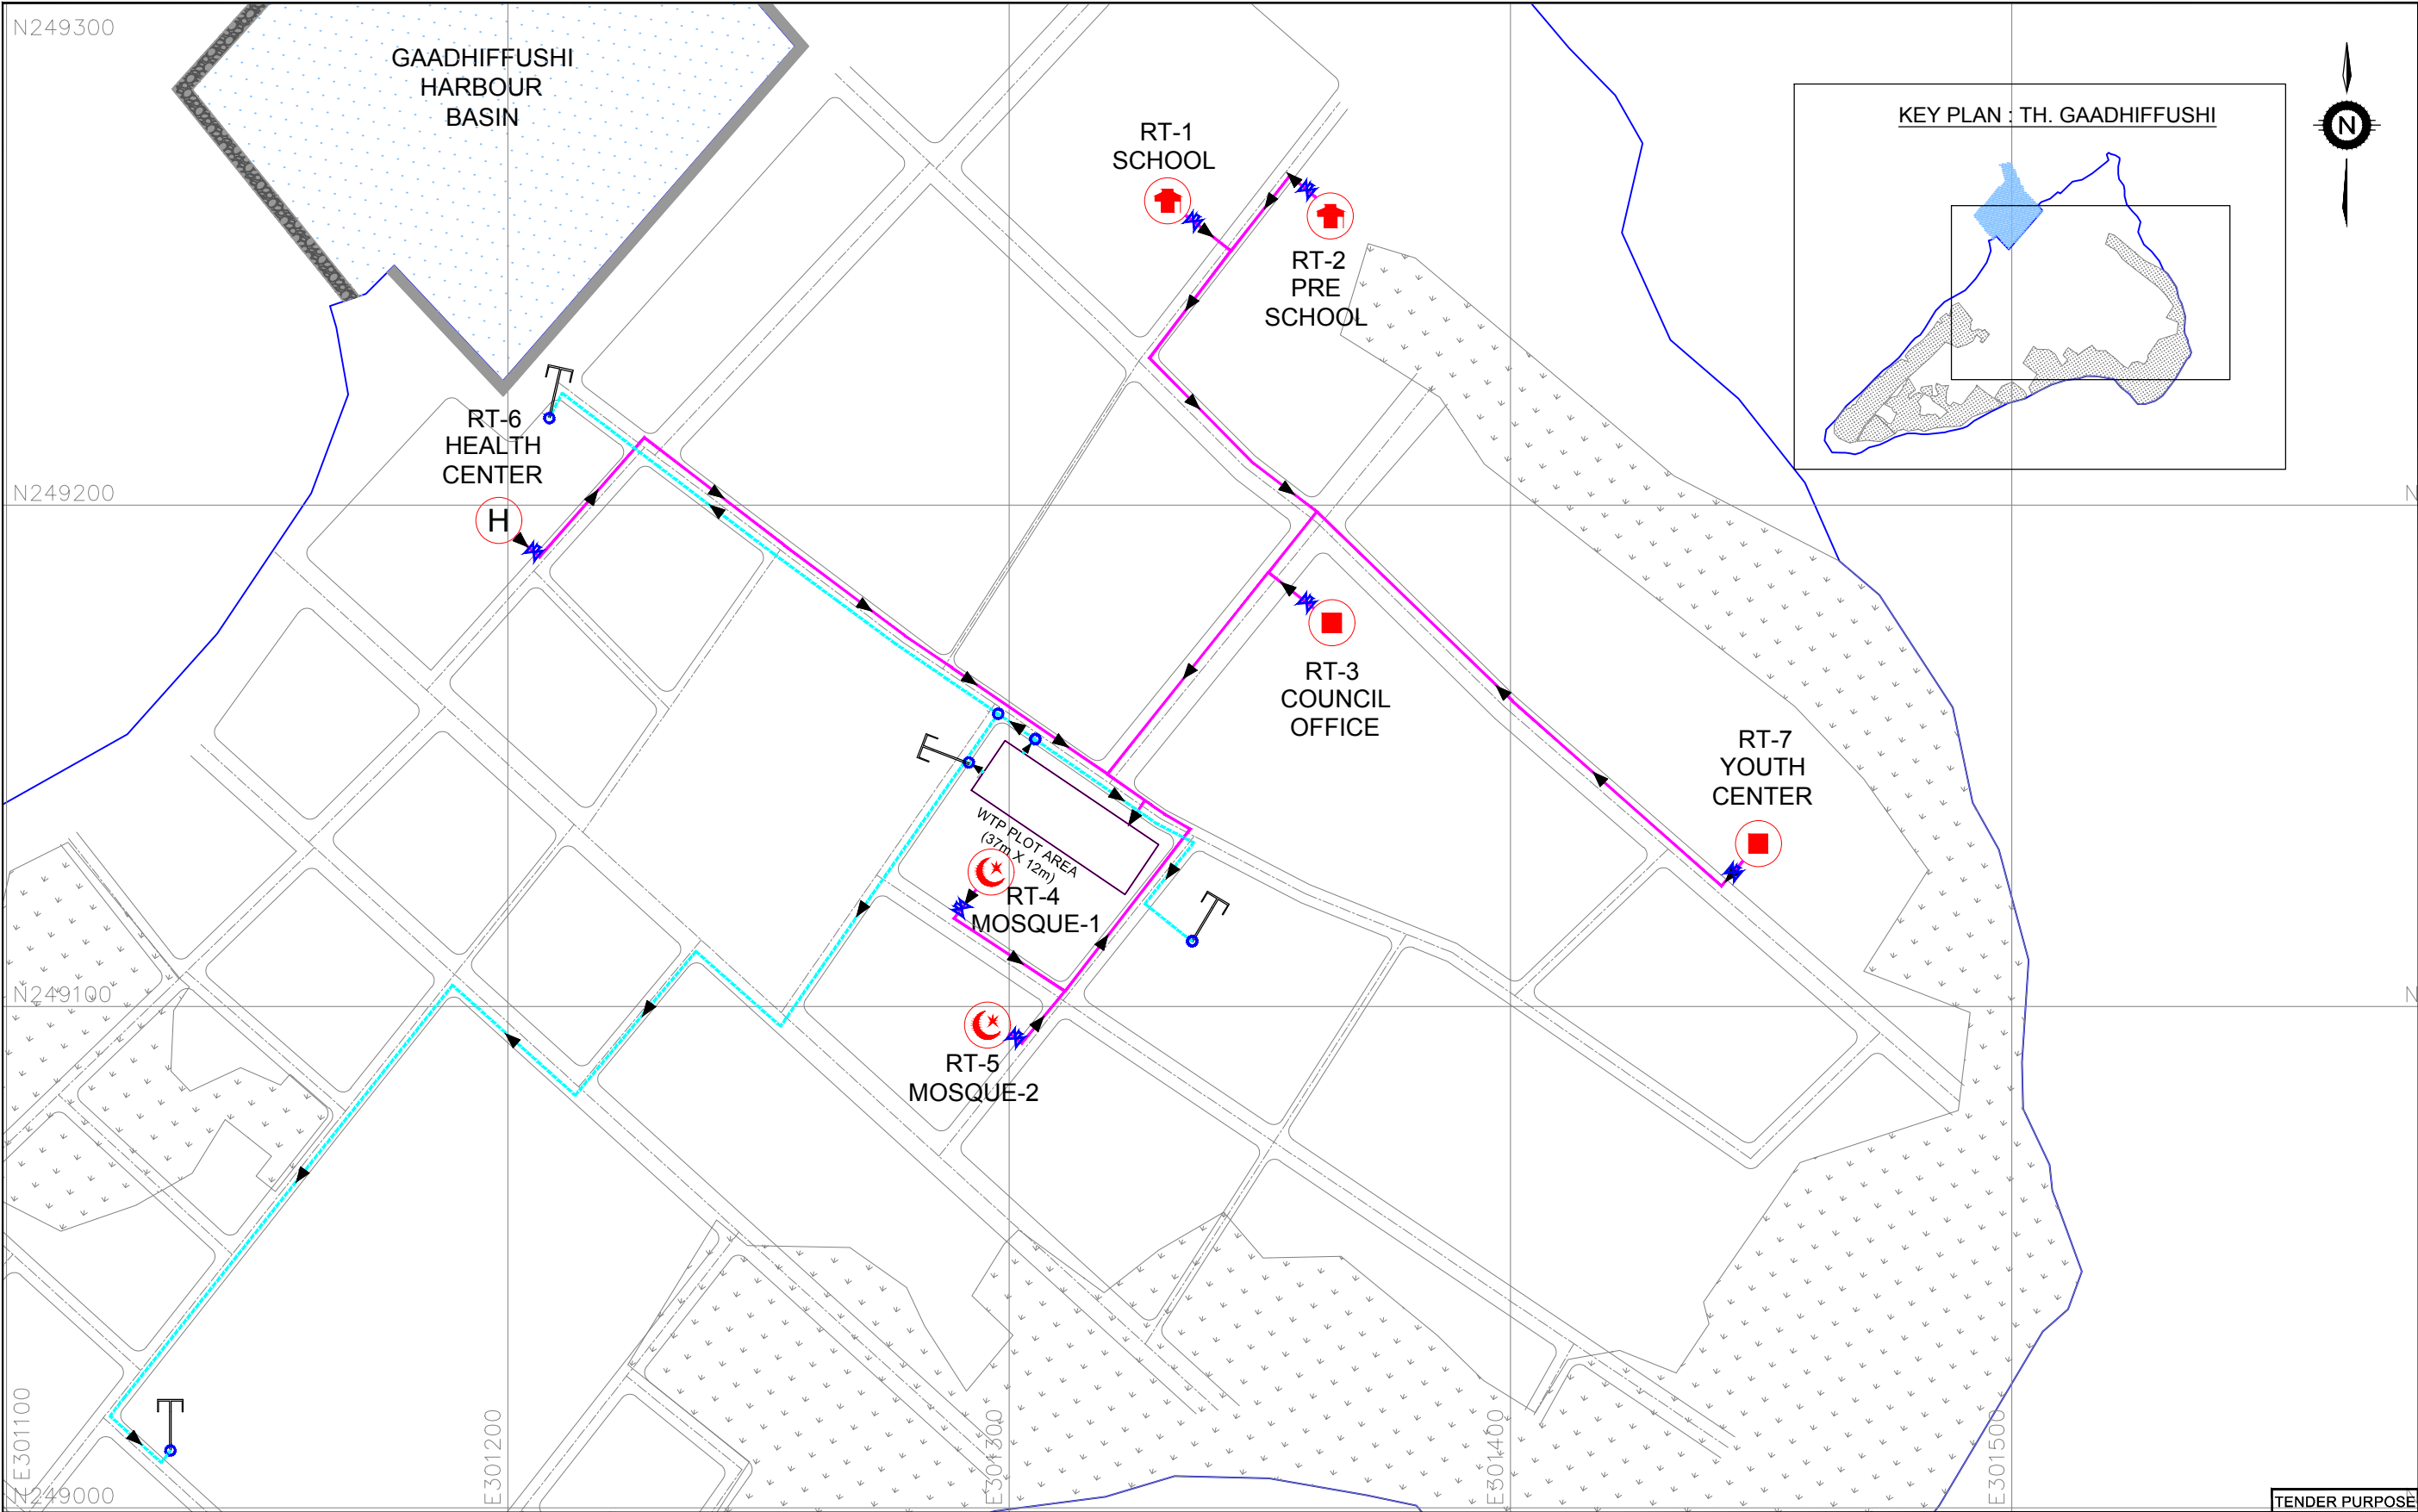 N249300
GAADHIFFUSHI
HARBOUR
BASIN
RT-1
SCHOOL
KEY PLAN : TH. GAADHIFFUSHI
N
RT-2
PRE
SCHOOL
RT-6
HEALTH
CENTER
N249200
N
H
RT-3
COUNCIL
OFFICE
RT-7
YOUTH
CENTER
WTP PLOT AREA
(37m X 12m)
RT-4
MOSQUE-1
N249100
N
RT-5
MOSQUE-2
E301100
E301200
E301300
E301400
E301500
N249000
TENDER PURPOSE